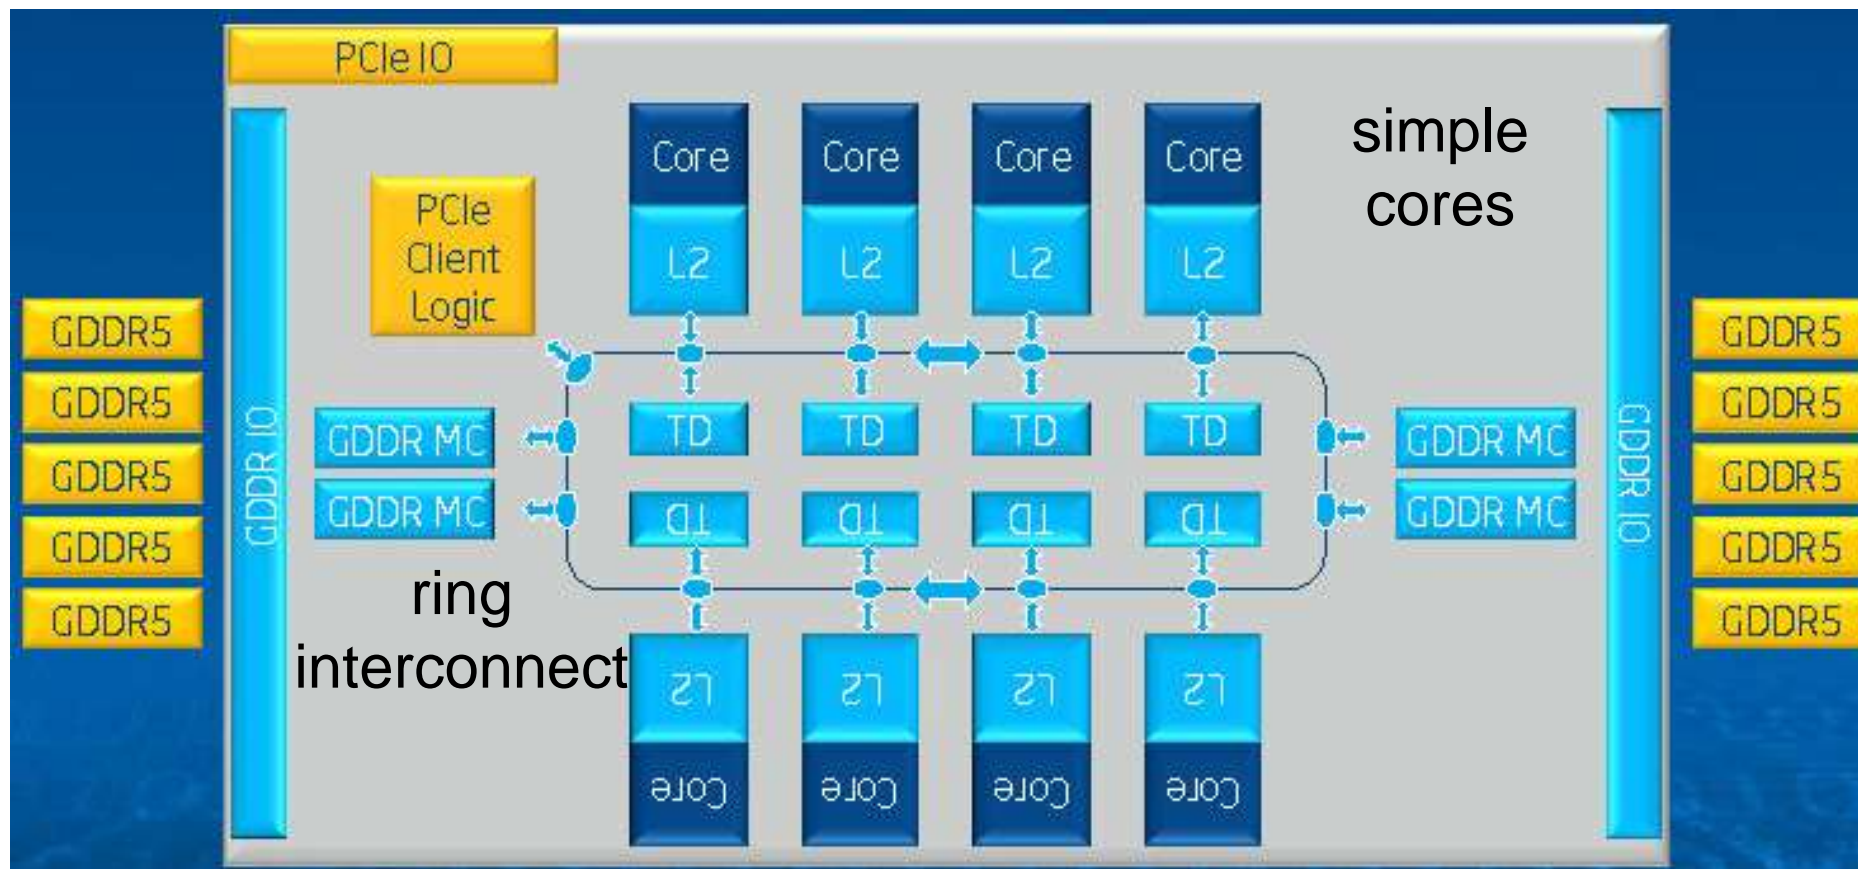 PCIe IO
Core Core Core Core
simple
cores
PCIe
Client
Logic
L2 L2 L2 L2
GDDR5
GDDR5
GDDR5
GDDR5
GDDR5
GDDR IO
GDDR MC
GDDR MC
TD TD TD TD
TD TD TD TD
GDDR MC
GDDR MC
GDDR IO
GDDR5
GDDR5
GDDR5
GDDR5
GDDR5
ring
interconnect
L2 L2 L2 L2
Core Core Core Core